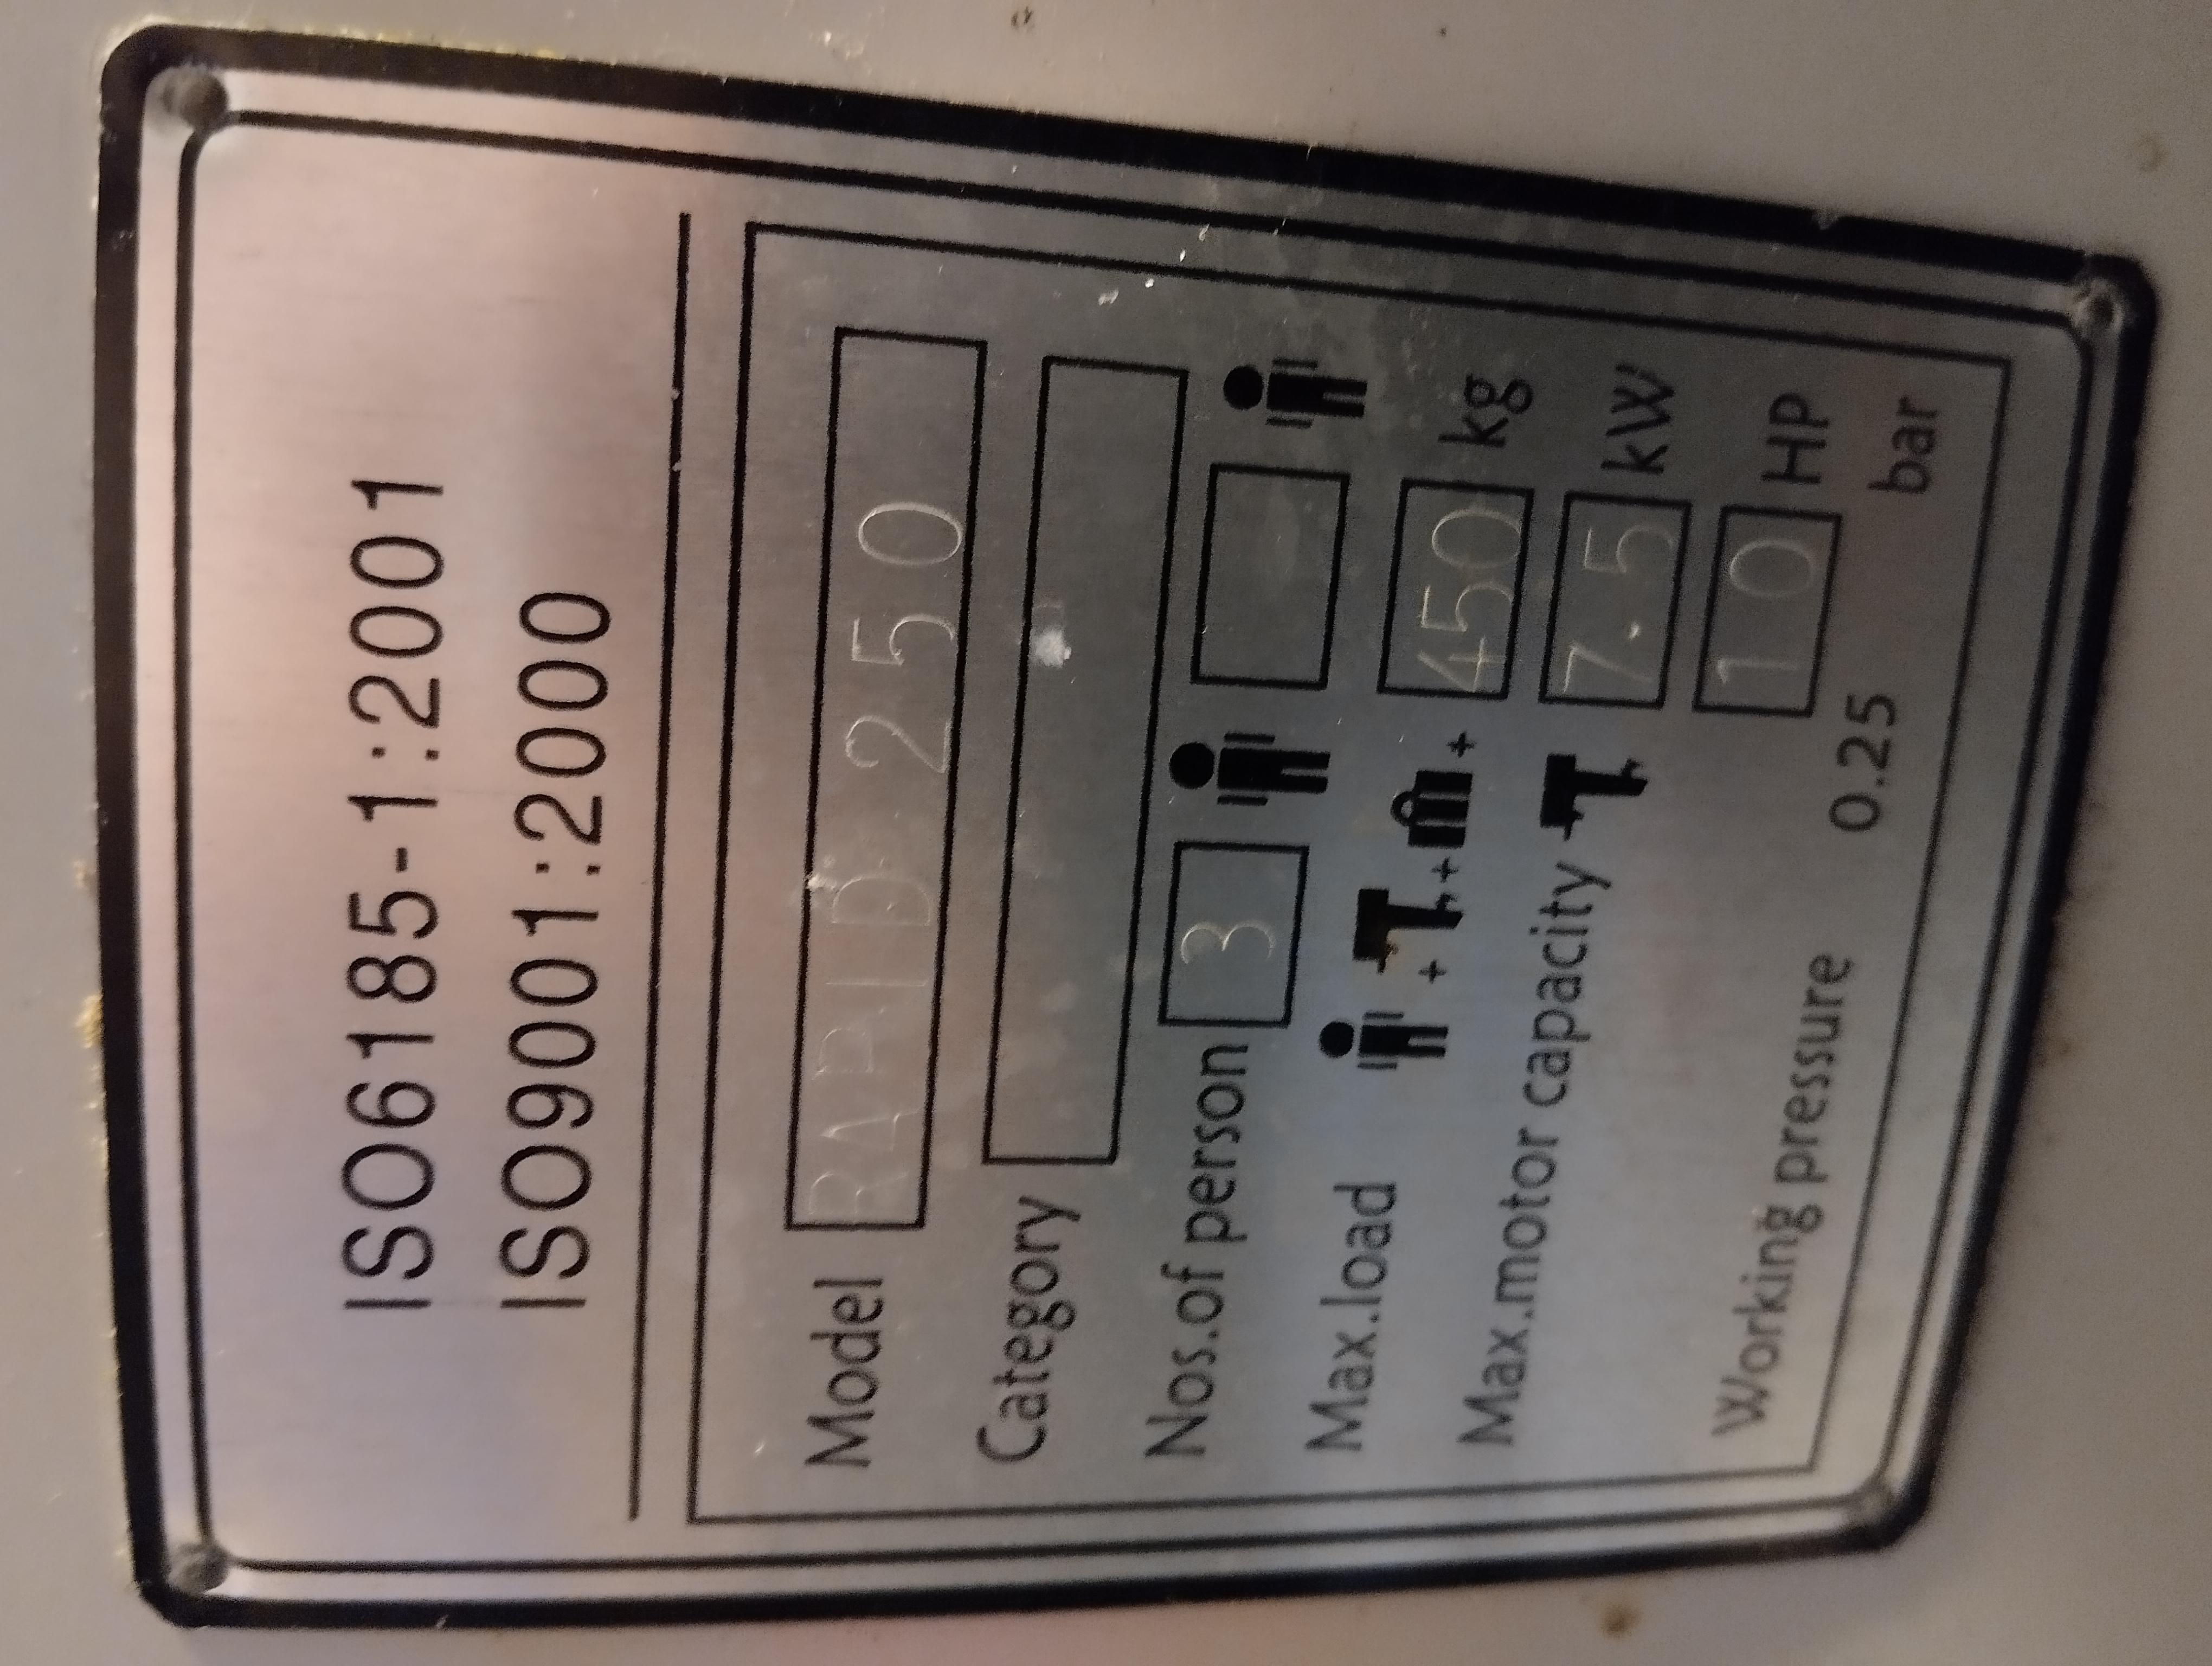 ISO6185-1:2001
ISO9001:2000
Model RAPID 250
Category
Nos.of person 3
Max.load + + + 450 kg
Max.motor capacity 7.5 kW
10 HP
Working pressure 0.25 bar